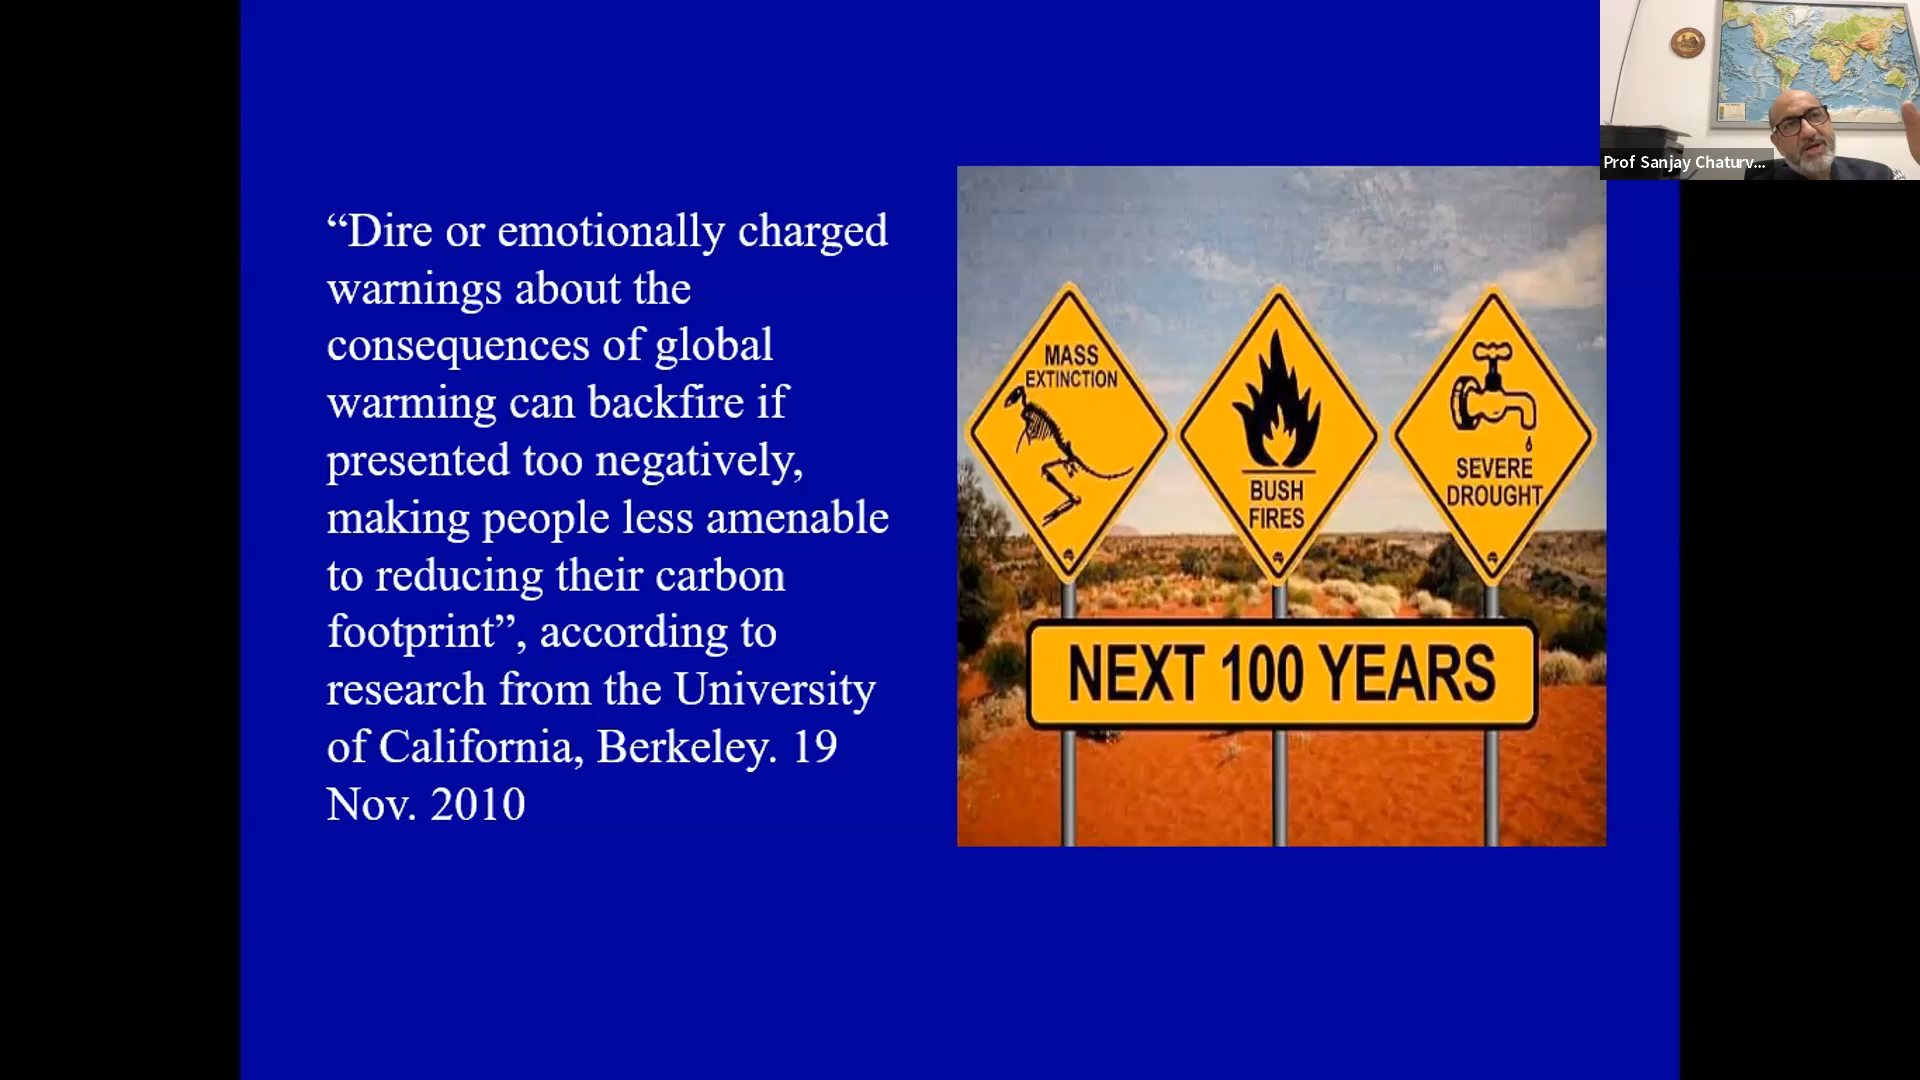 “Dire or emotionally charged
warnings about the
consequences of global
warming can backfire if
presented too negatively,
making people less amenable
to reducing their carbon
footprint”, according to
research from the University
of California, Berkeley. 19
Nov. 2010
MASS
EXTINCTION
BUSH
FIRES
SEVERE
DROUGHT
NEXT 100 YEARS
Prof Sanjay Chaturv...